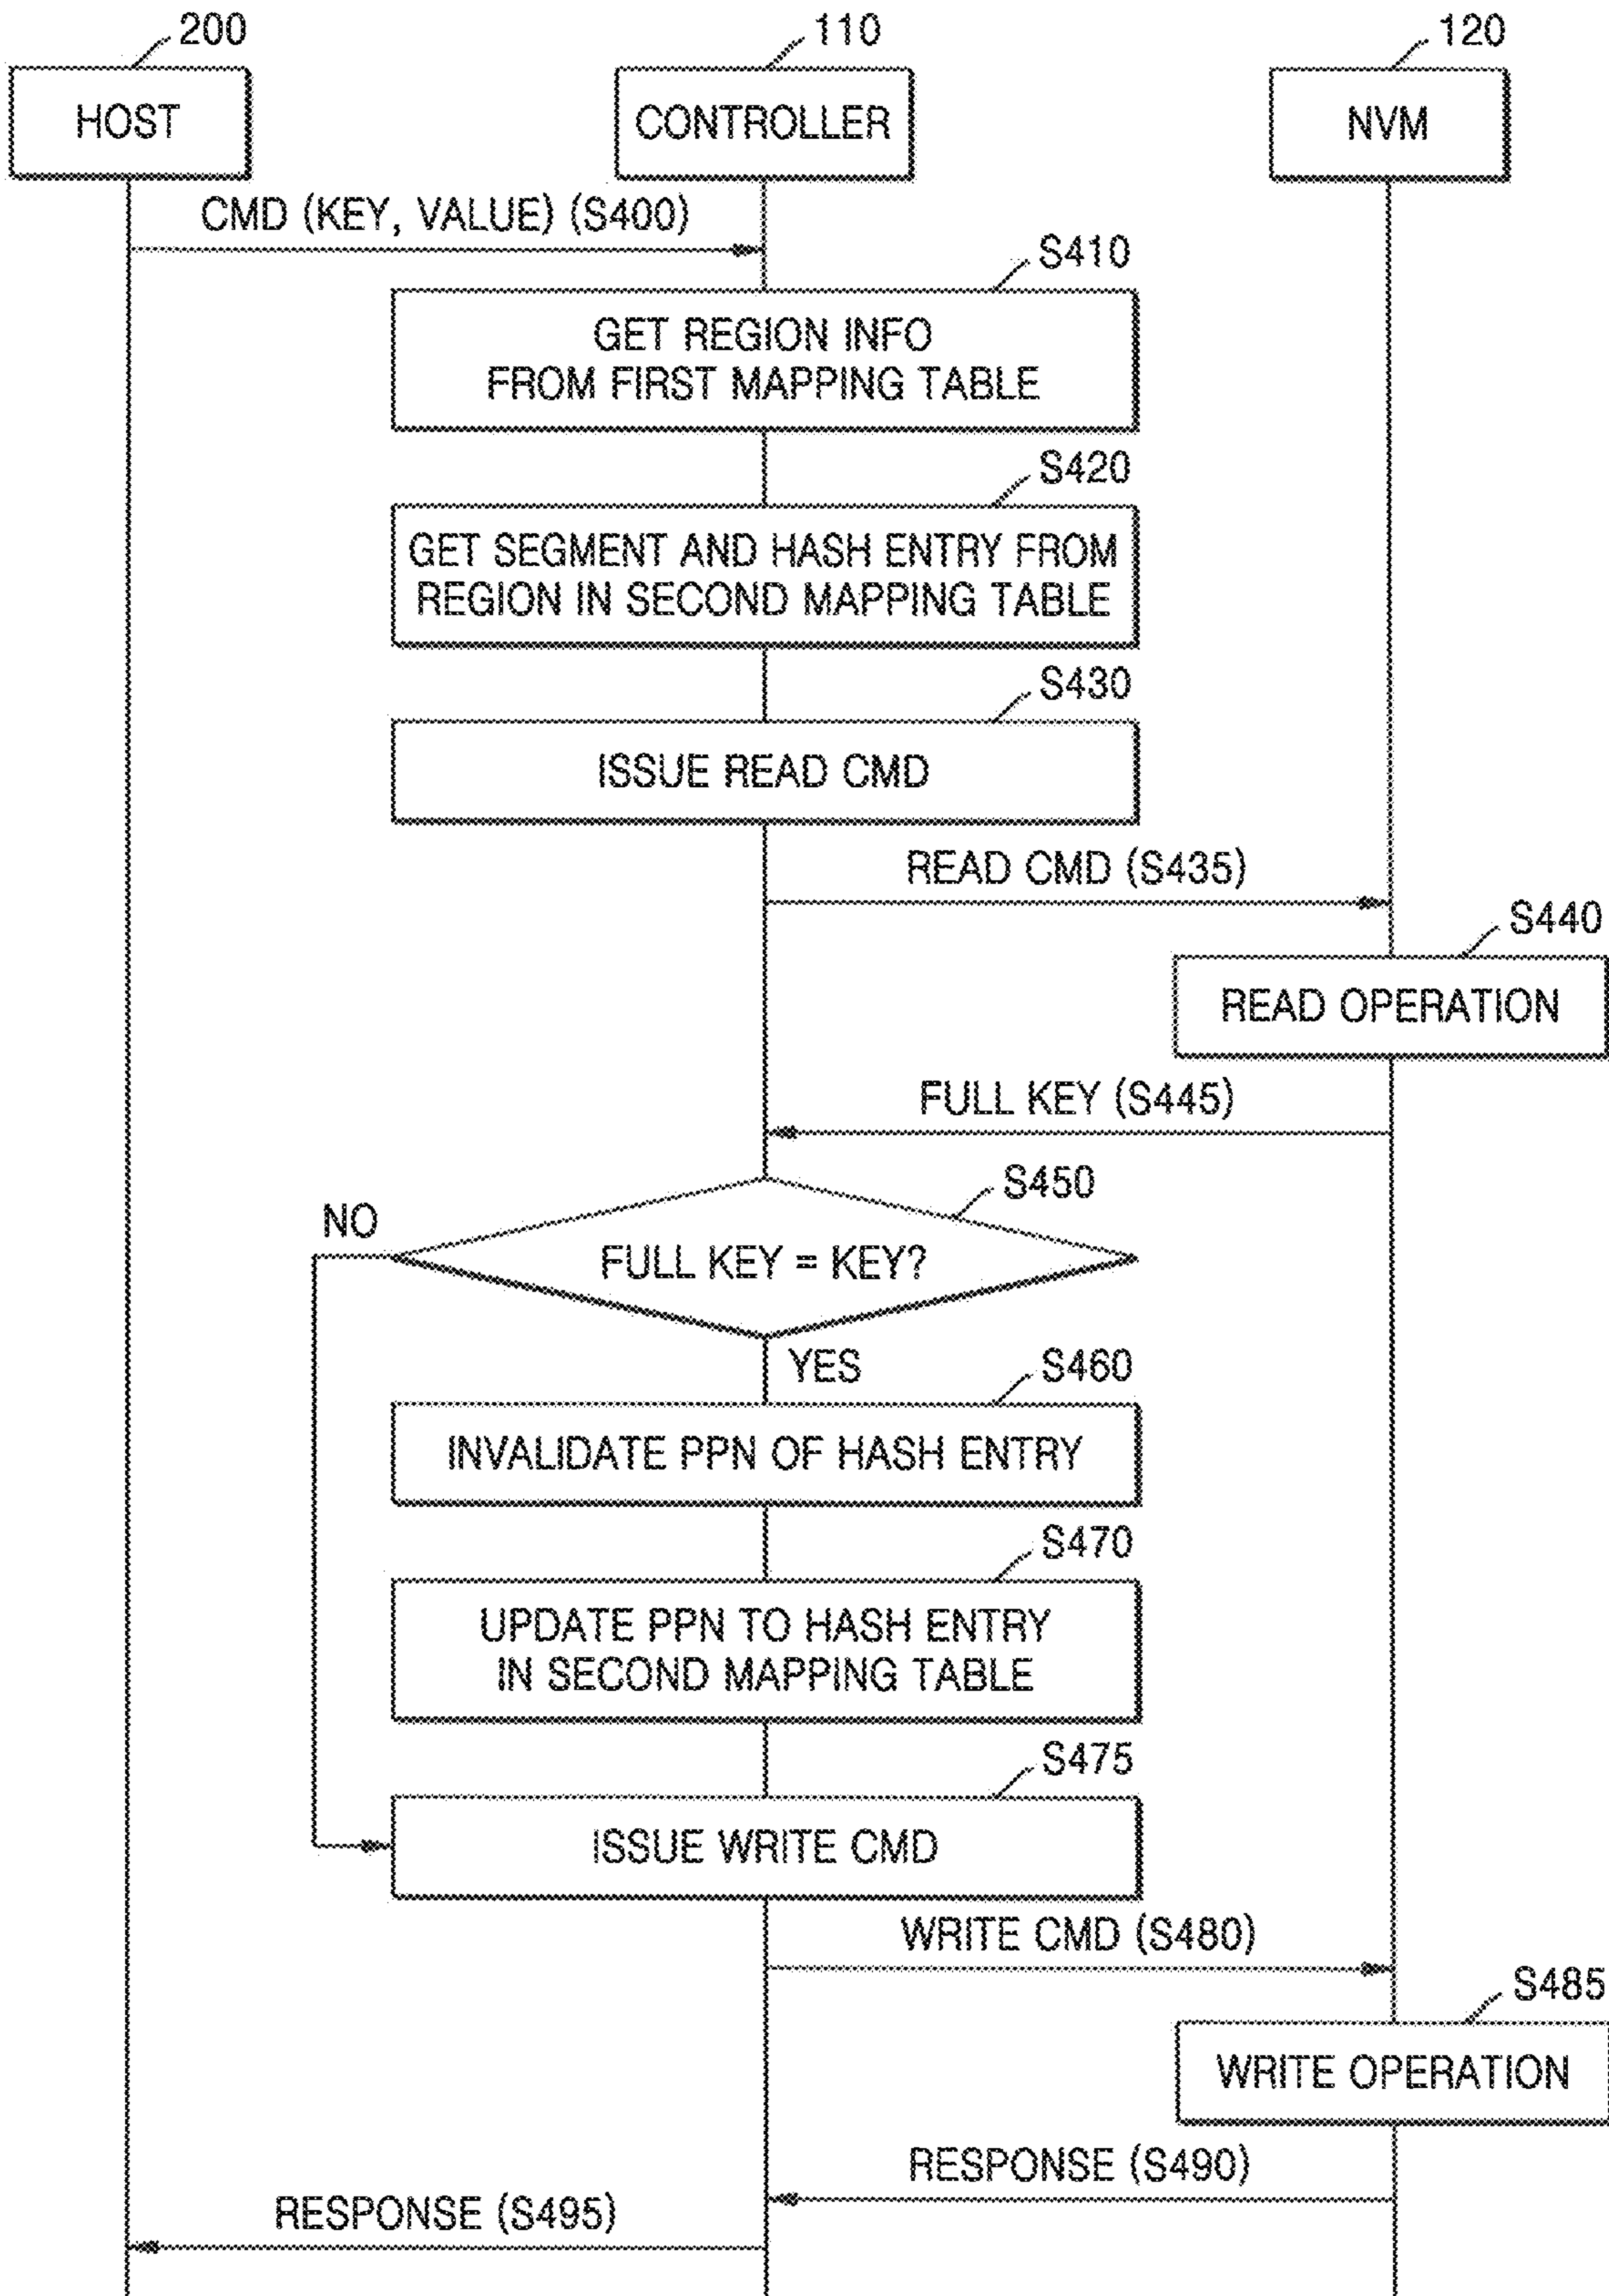 200
110
120
HOST
CONTROLLER
NVM
CMD (KEY, VALUE) (S400)
S410
GET REGION INFO
FROM FIRST MAPPING TABLE
S420
GET SEGMENT AND HASH ENTRY FROM
REGION IN SECOND MAPPING TABLE
S430
ISSUE READ CMD
READ CMD (S435)
S440
READ OPERATION
FULL KEY (S445)
S450
NO
FULL KEY = KEY?
YES
S460
INVALIDATE PPN OF HASH ENTRY
S470
UPDATE PPN TO HASH ENTRY
IN SECOND MAPPING TABLE
S475
ISSUE WRITE CMD
WRITE CMD (S480)
S485
WRITE OPERATION
RESPONSE (S490)
RESPONSE (S495)